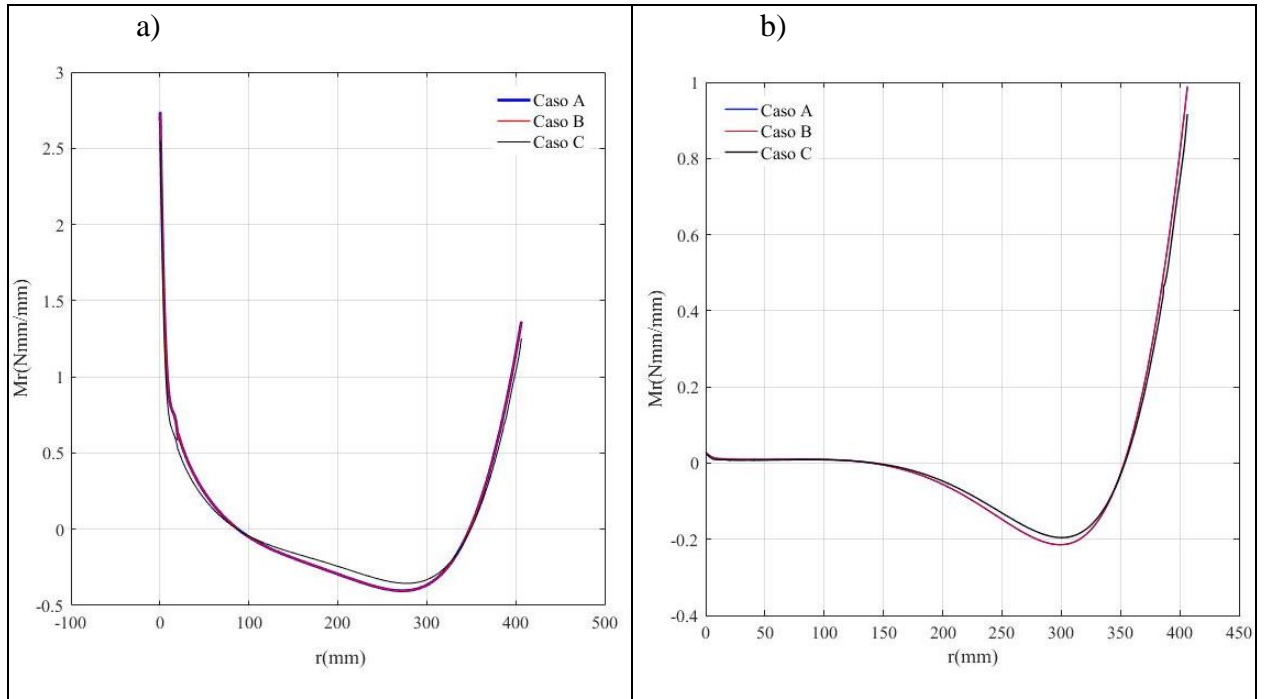 a)
3
2.5
2
1.5
1
0.5
0
-0.5
Mr(Nmm/mm)
Caso A
Caso B
Caso C
-100 0 100 200 300 400 500
r(mm)
b)
1
0.8
0.6
0.4
0.2
0
-0.2
-0.4
Mr(Nmm/mm)
Caso A
Caso B
Caso C
0 50 100 150 200 250 300 350 400 450
r(mm)